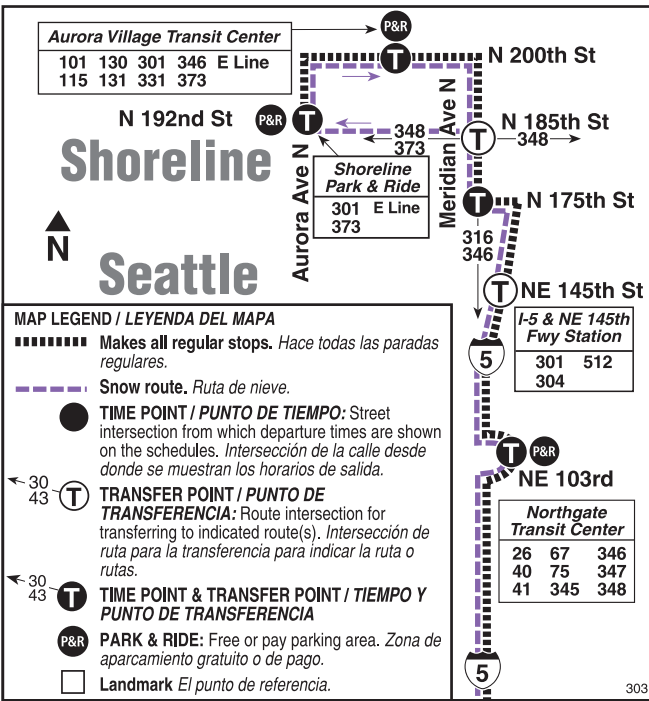 Aurora Village Transit Center
101 130 301 346 E Line
115 131 331 373
P&R
T
N 200th St
N 192nd St
P&R
T
348
373
T
N 185th St
348
Shoreline
Aurora Ave N
Shoreline
Park & Ride
301 E Line
373
Meridian Ave N
T
N 175th St
316
346
N
Seattle
T
NE 145th St
I-5 & NE 145th
Fwy Station
301 512
304
5
T
P&R
NE 103rd
Northgate
Transit Center
26 67 346
40 75 347
41 345 348
5
303
MAP LEGEND / LEYENDA DEL MAPA
Makes all regular stops. Hace todas las paradas
regulares.
Snow route. Ruta de nieve.
TIME POINT / PUNTO DE TIEMPO: Street
intersection from which departure times are shown
on the schedules. Intersección de la calle desde
donde se muestran los horarios de salida.
30
43
T
TRANSFER POINT / PUNTO DE
TRANSFERENCIA: Route intersection for
transferring to indicated route(s). Intersección de
ruta para la transferencia para indicar la ruta o
rutas.
30
43
T
TIME POINT & TRANSFER POINT / TIEMPO Y
PUNTO DE TRANSFERENCIA
P&R
PARK & RIDE: Free or pay parking area. Zona de
aparcamiento gratuito o de pago.
Landmark El punto de referencia.